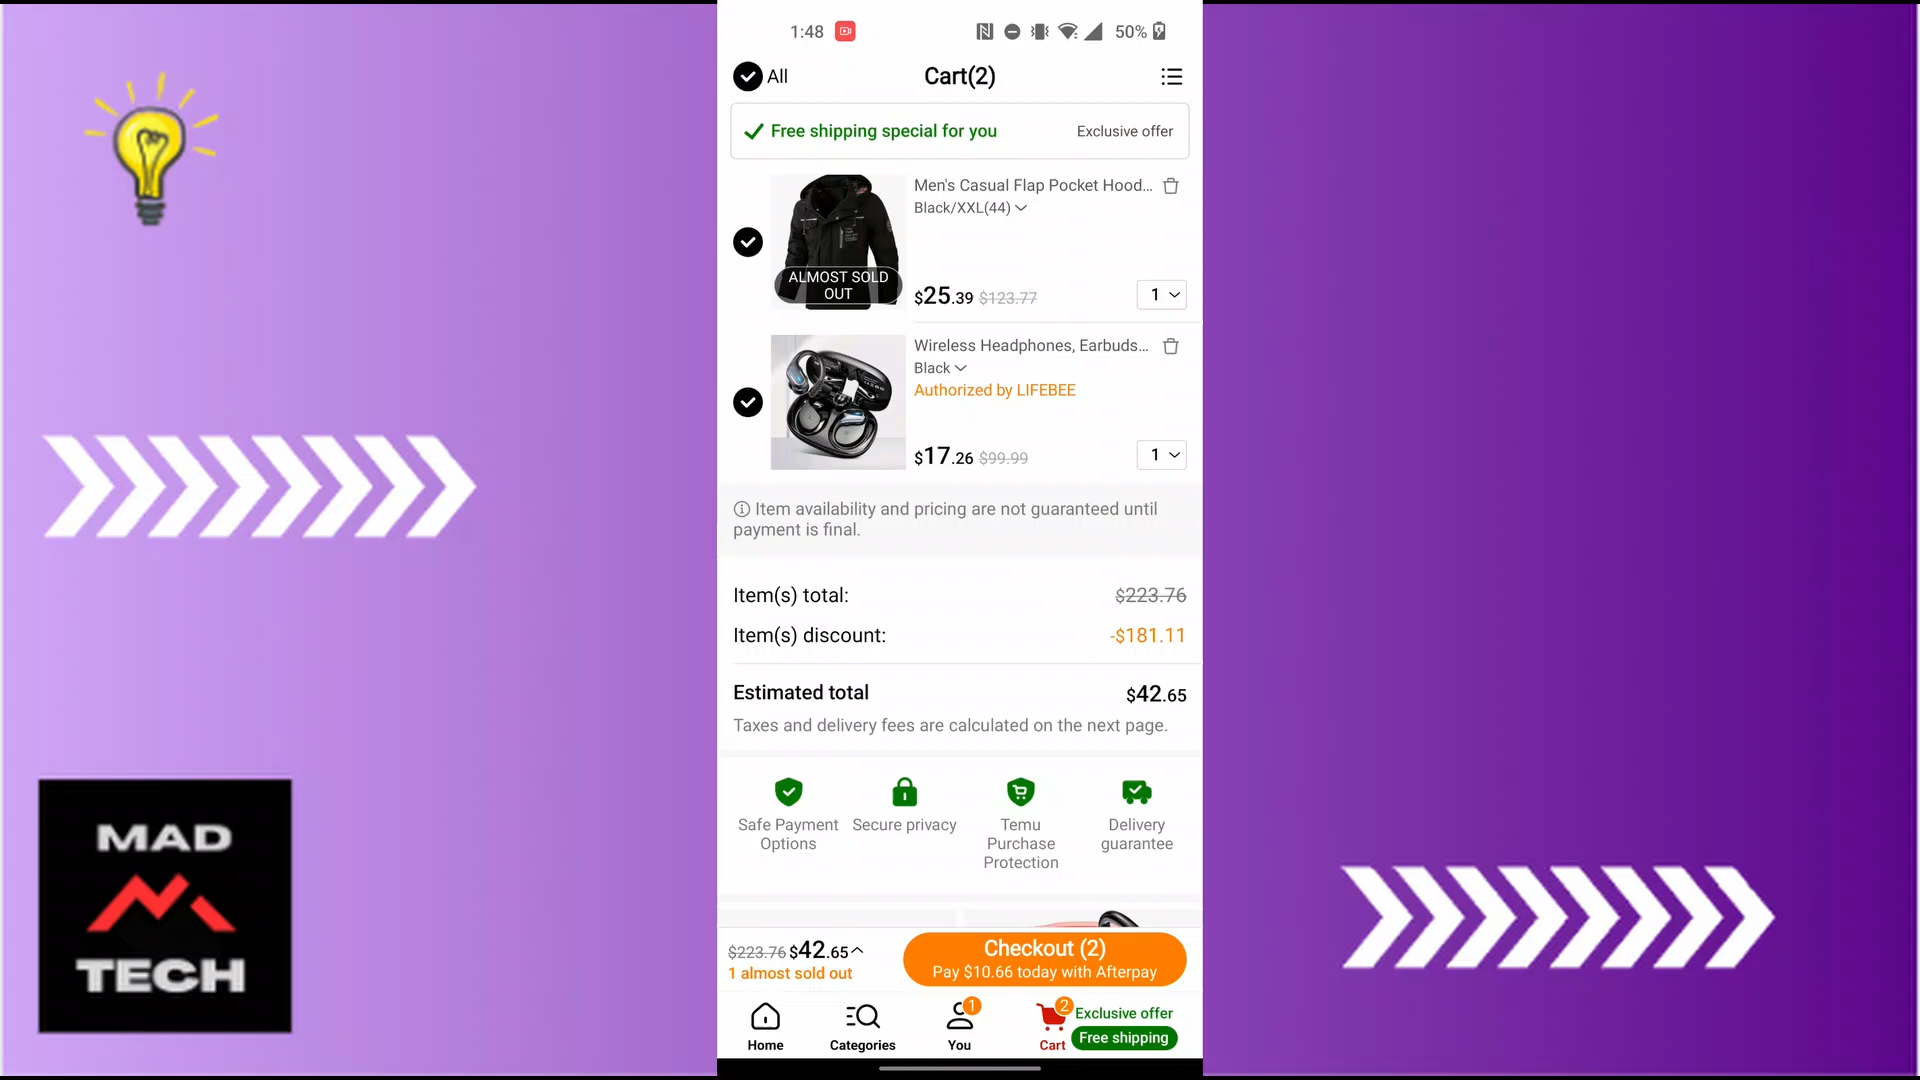 1:48
50%
All
Cart(2)
Free shipping special for you
Exclusive offer
Men's Casual Flap Pocket Hood...
Black/XXL(44)
ALMOST SOLD
OUT
$25.39 $123.77
1
Wireless Headphones, Earbuds...
Black
Authorized by LIFEBEE
$17.26 $99.99
1
Item availability and pricing are not guaranteed until
payment is final.
Item(s) total:
$223.76
Item(s) discount:
-$181.11
Estimated total
$42.65
Taxes and delivery fees are calculated on the next page.
Safe Payment
Options
Secure privacy
Temu
Purchase
Protection
Delivery
guarantee
$223.76 $42.65
1 almost sold out
Checkout (2)
Pay $10.66 today with Afterpay
Home
Categories
1
You
2
Cart
Exclusive offer
Free shipping
MAD
TECH